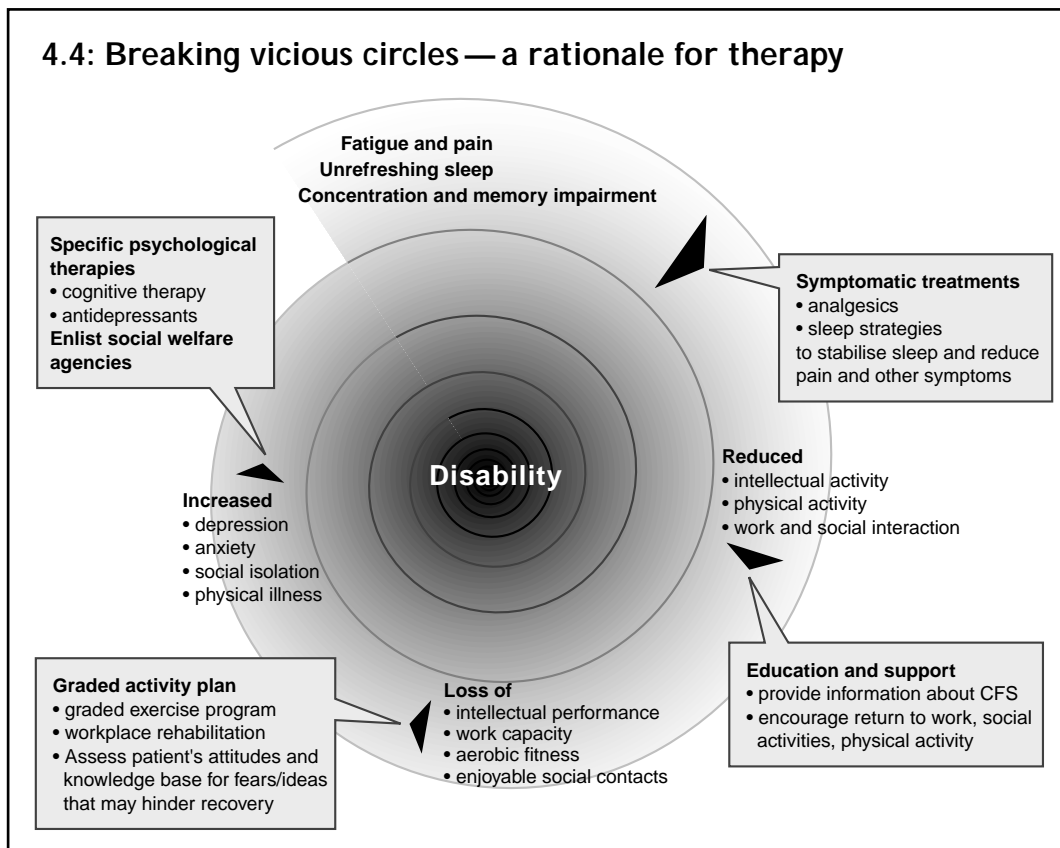 4.4: Breaking vicious circles — a rationale for therapy
Fatigue and pain
Unrefreshing sleep
Concentration and memory impairment
Specific psychological
therapies
• cognitive therapy
• antidepressants
Enlist social welfare
agencies
Symptomatic treatments
• analgesics
• sleep strategies
to stabilise sleep and reduce
pain and other symptoms
Disability
Reduced
• intellectual activity
• physical activity
• work and social interaction
Increased
• depression
• anxiety
• social isolation
• physical illness
Graded activity plan
• graded exercise program
• workplace rehabilitation
• Assess patient's attitudes and
knowledge base for fears/ideas
that may hinder recovery
Loss of
• intellectual performance
• work capacity
• aerobic fitness
• enjoyable social contacts
Education and support
• provide information about CFS
• encourage return to work, social
activities, physical activity